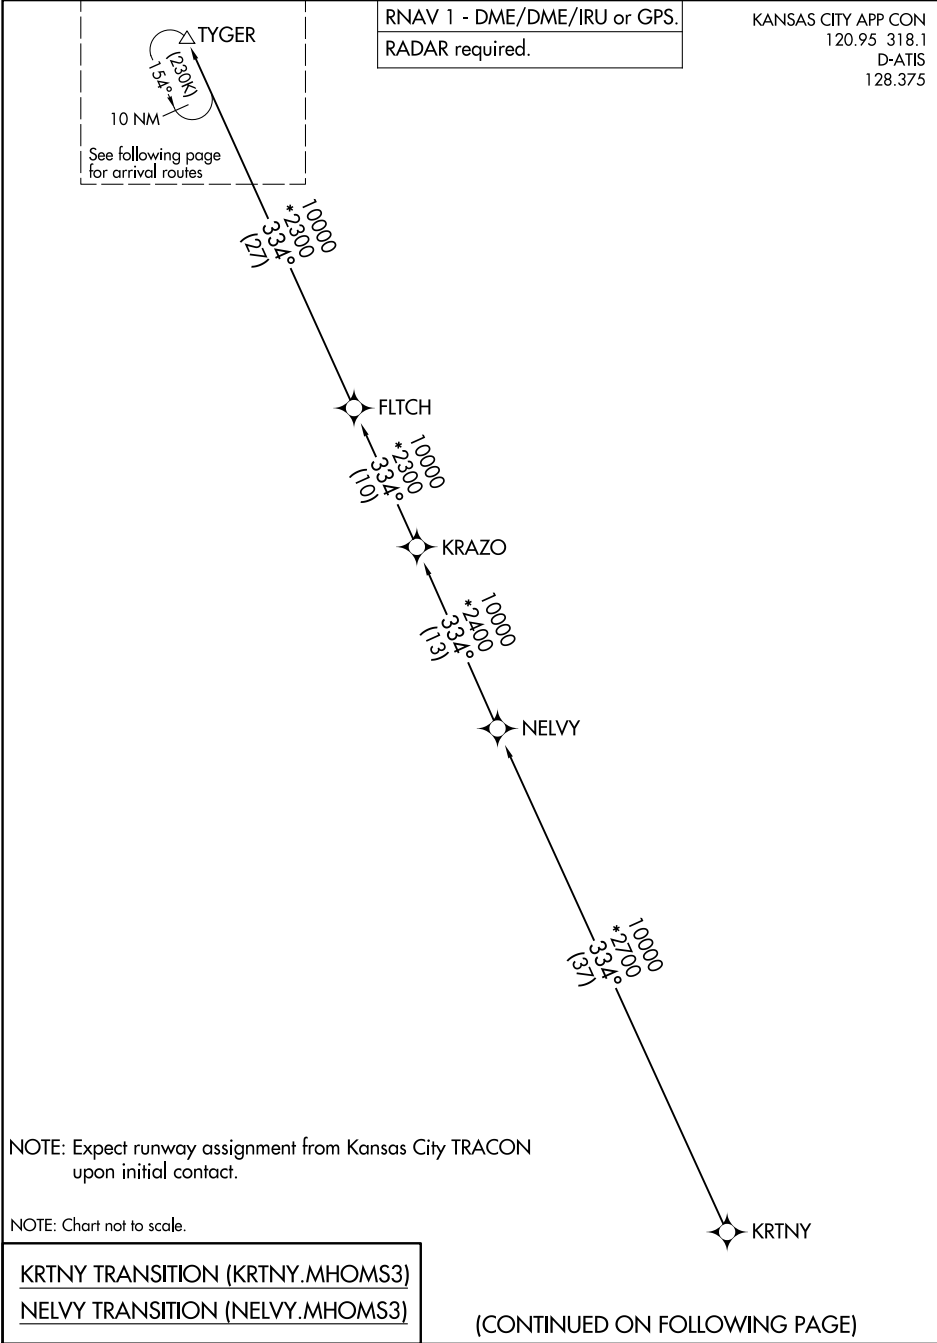 RNAV 1 - DME/DME/IRU or GPS.
RADAR required.
KANSAS CITY APP CON
120.95 318.1
D-ATIS
128.375
TYGER
(230K)
154°
10 NM
See following page
for arrival routes
10000
*2300
334°
(27)
FLTCH
10000
*2300
334°
(10)
KRAZO
10000
*2400
334°
(13)
NELVY
10000
*2700
334°
(37)
KRTNY
NOTE: Expect runway assignment from Kansas City TRACON
upon initial contact.
NOTE: Chart not to scale.
KRTNY TRANSITION (KRTNY.MHOMS3)
NELVY TRANSITION (NELVY.MHOMS3)
(CONTINUED ON FOLLOWING PAGE)